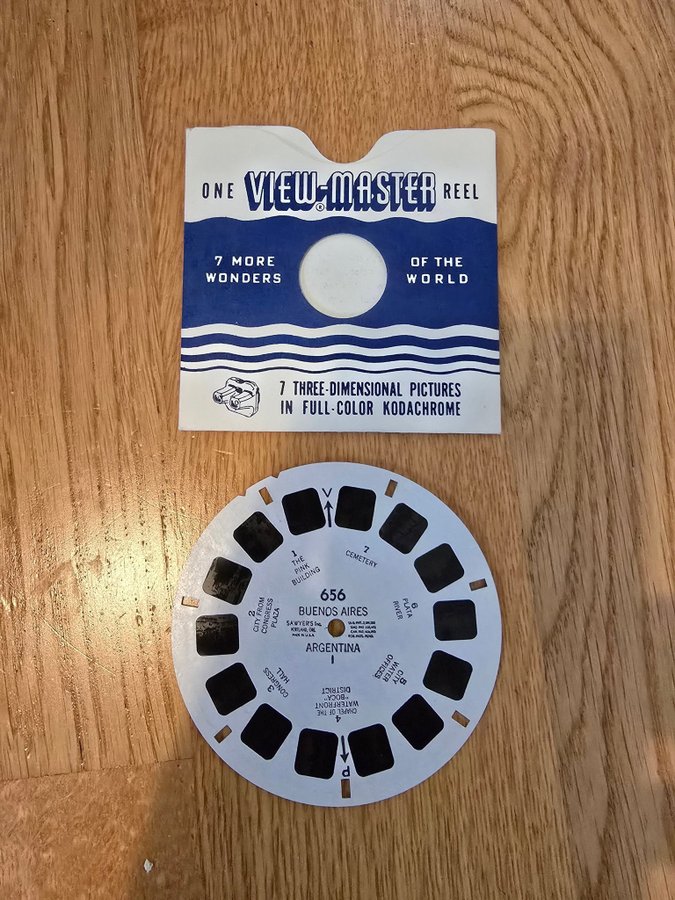 ONE VIEW-MASTER® REEL
7 MORE
WONDERS
OF THE
WORLD
7 THREE-DIMENSIONAL PICTURES
IN FULL-COLOR KODACHROME
V
1
THE
PINK
BUILDING
7
CEMETERY
2
CITY FROM
CONGRESS
PLAZA
656
BUENOS AIRES
SAWYER'S INC.
PORTLAND, ORE.
MADE IN U.S.A.
ARGENTINA
I
6
PLATA
RIVER
3
CONGRESS
HALL
5
CITY
WATER
OFFICES
4
CHAPEL OF THE
WATERFRONT
"BOCA"
DISTRICT
P